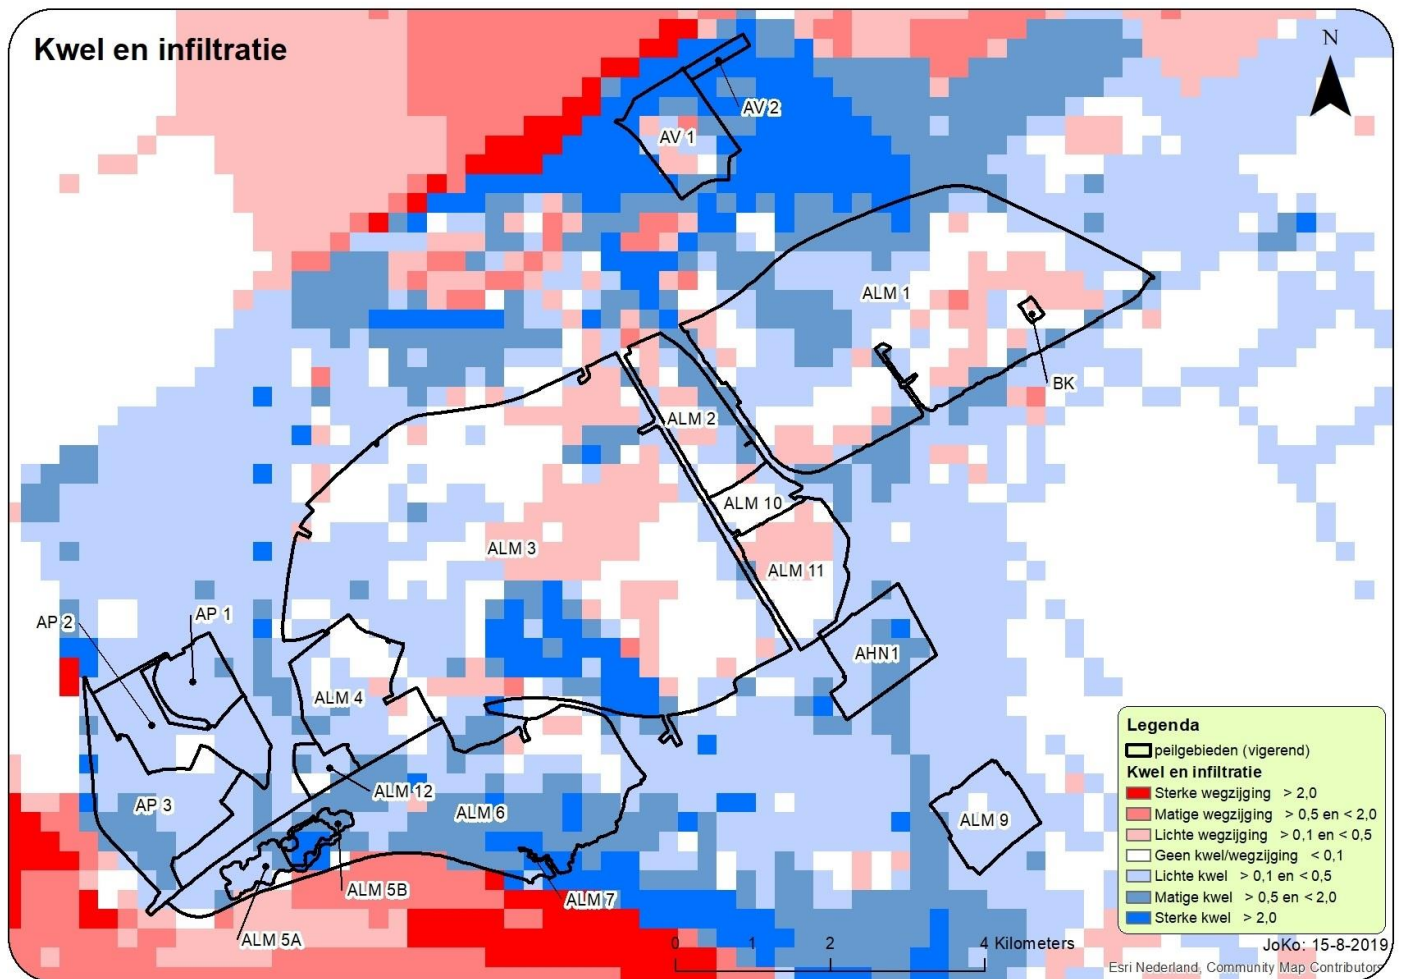 Kwel en infiltratie
N
AV 2
AV 1
ALM 1
BK
ALM 2
ALM 10
ALM 3
ALM 11
AP 1
AP 2
AHN1
ALM 4
ALM 12
AP 3
ALM 6
ALM 9
ALM 5B
ALM 7
ALM 5A
Legenda
peilgebieden (vigerend)
Kwel en infiltratie
Sterke wegzijging > 2,0
Matige wegzijging > 0,5 en < 2,0
Lichte wegzijging > 0,1 en < 0,5
Geen kwel/wegzijging < 0,1
Lichte kwel > 0,1 en < 0,5
Matige kwel > 0,5 en < 2,0
Sterke kwel > 2,0
0 1 2 4 Kilometers
JoKo: 15-8-2019
Esri Nederland, Community Map Contributors